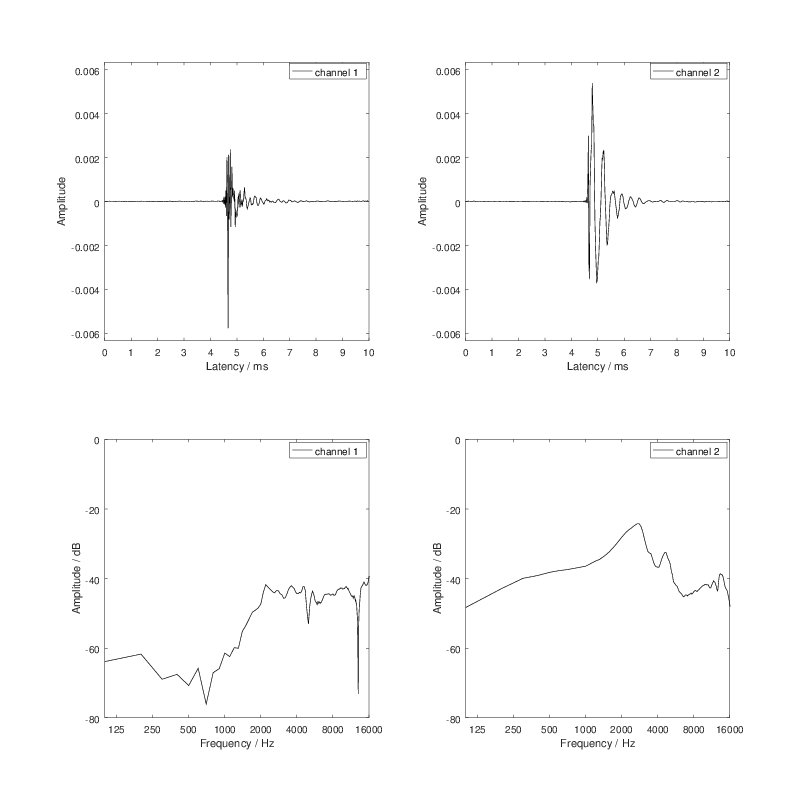 channel 1
0.006
0.004
0.002
0
-0.002
-0.004
-0.006
Amplitude
0 1 2 3 4 5 6 7 8 9 10
Latency / ms
channel 2
0.006
0.004
0.002
0
-0.002
-0.004
-0.006
Amplitude
0 1 2 3 4 5 6 7 8 9 10
Latency / ms
channel 1
0
-20
-40
-60
-80
Amplitude / dB
125 250 500 1000 2000 4000 8000 16000
Frequency / Hz
channel 2
0
-20
-40
-60
-80
Amplitude / dB
125 250 500 1000 2000 4000 8000 16000
Frequency / Hz